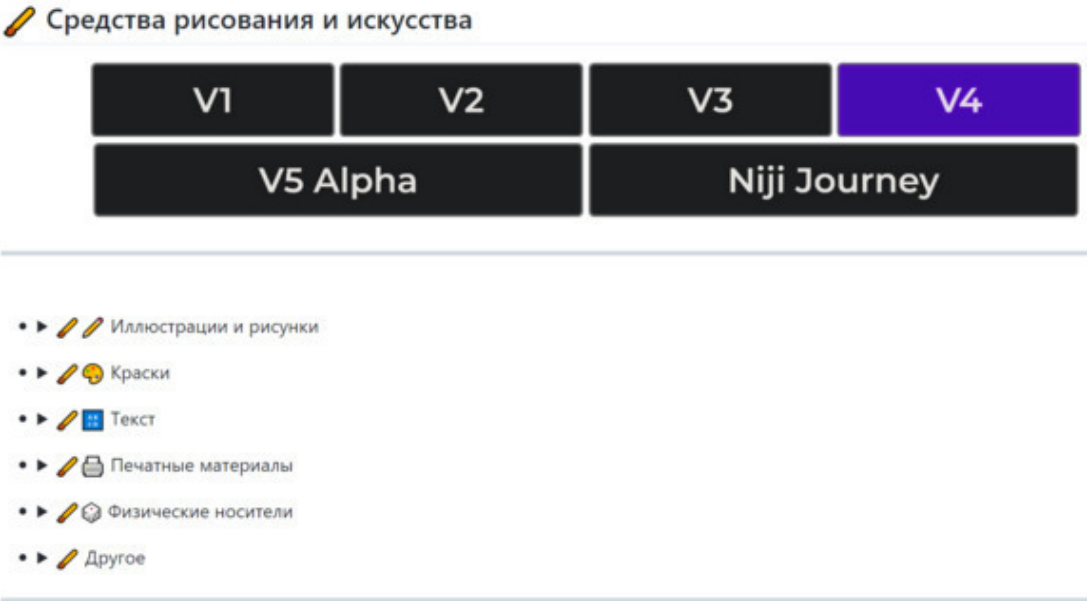 Средства рисования и искусства
V1 V2 V3 V4
V5 Alpha Niji Journey
Иллюстрации и рисунки
Краски
Текст
Печатные материалы
Физические носители
Другое